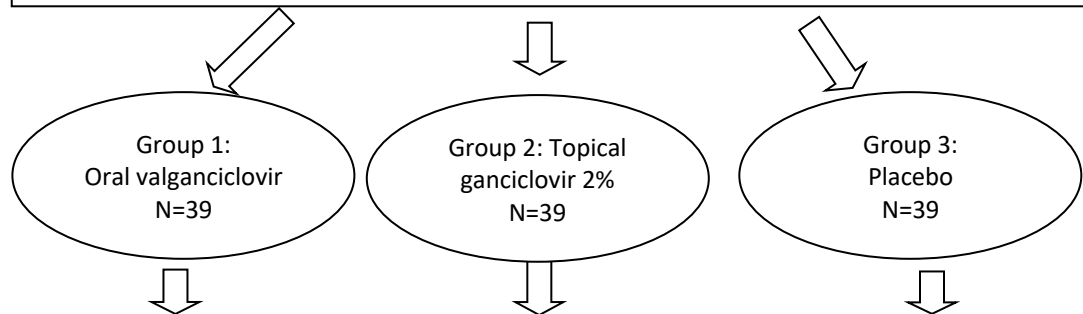 Group 1:
Oral valganciclovir
N=39
Group 2: Topical
ganciclovir 2%
N=39
Group 3:
Placebo
N=39